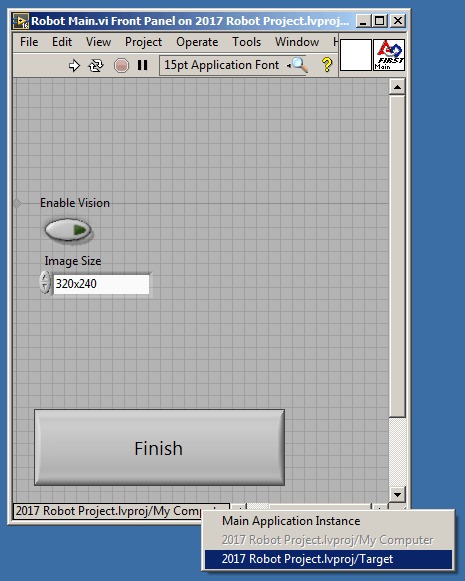 Robot Main.vi Front Panel on 2017 Robot Project.lvproj...
File Edit View Project Operate Tools Window
15pt Application Font
FIRST
Main
Enable Vision
Image Size
320x240
Finish
2017 Robot Project.lvproj/My Comp
Main Application Instance
2017 Robot Project.lvproj/My Computer
2017 Robot Project.lvproj/Target